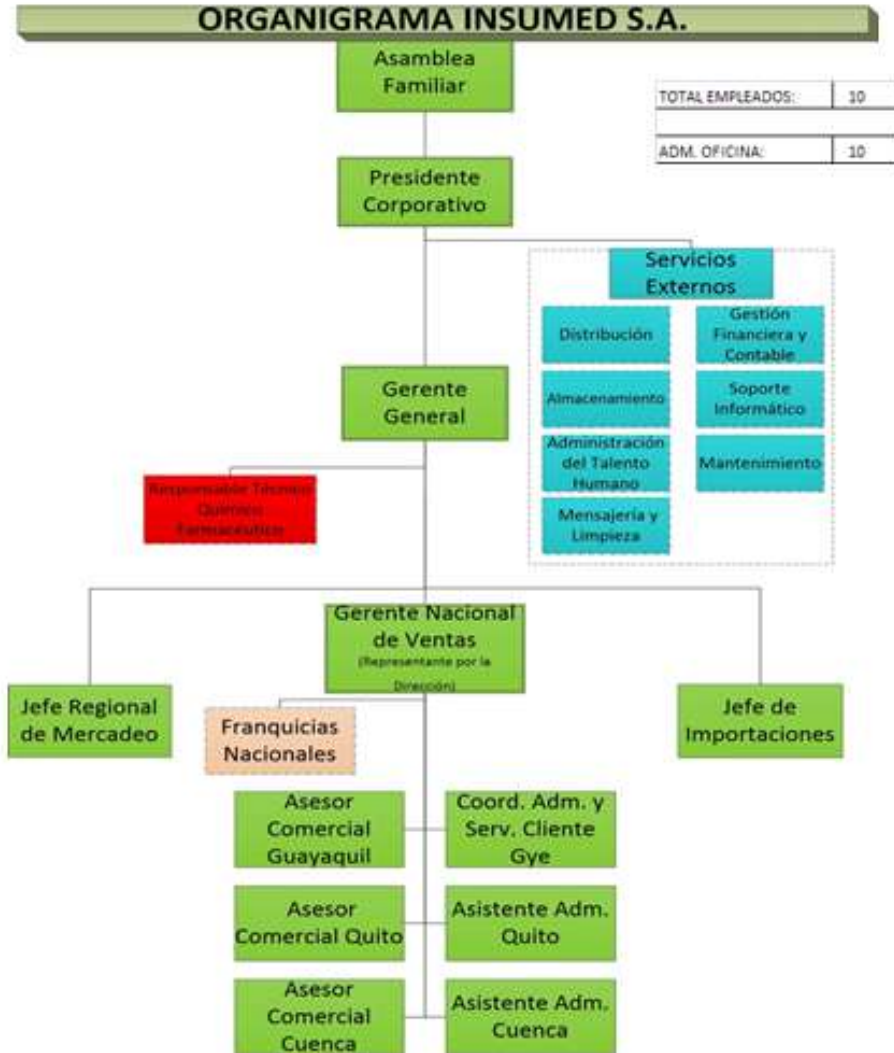 ORGANIGRAMA INSUMED S.A.
Asamblea
Familiar
TOTAL EMPLEADOS: 10
ADM. OFICINA: 10
Presidente
Corporativo
Servicios
Externos
Distribución
Gestión
Financiera y
Contable
Almacenamiento
Soporte
Informático
Administración
del Talento
Humano
Mantenimiento
Mensajería y
Limpieza
Gerente
General
Responsable Técnico
Químico
Farmacéutico
Gerente Nacional
de Ventas
(Representante por la
Dirección)
Jefe Regional
de Mercadeo
Franquicias
Nacionales
Jefe de
Importaciones
Asesor
Comercial
Guayaquil
Coord. Adm. y
Serv. Cliente
Gye
Asesor
Comercial Quito
Asistente Adm.
Quito
Asesor
Comercial
Cuenca
Asistente Adm.
Cuenca